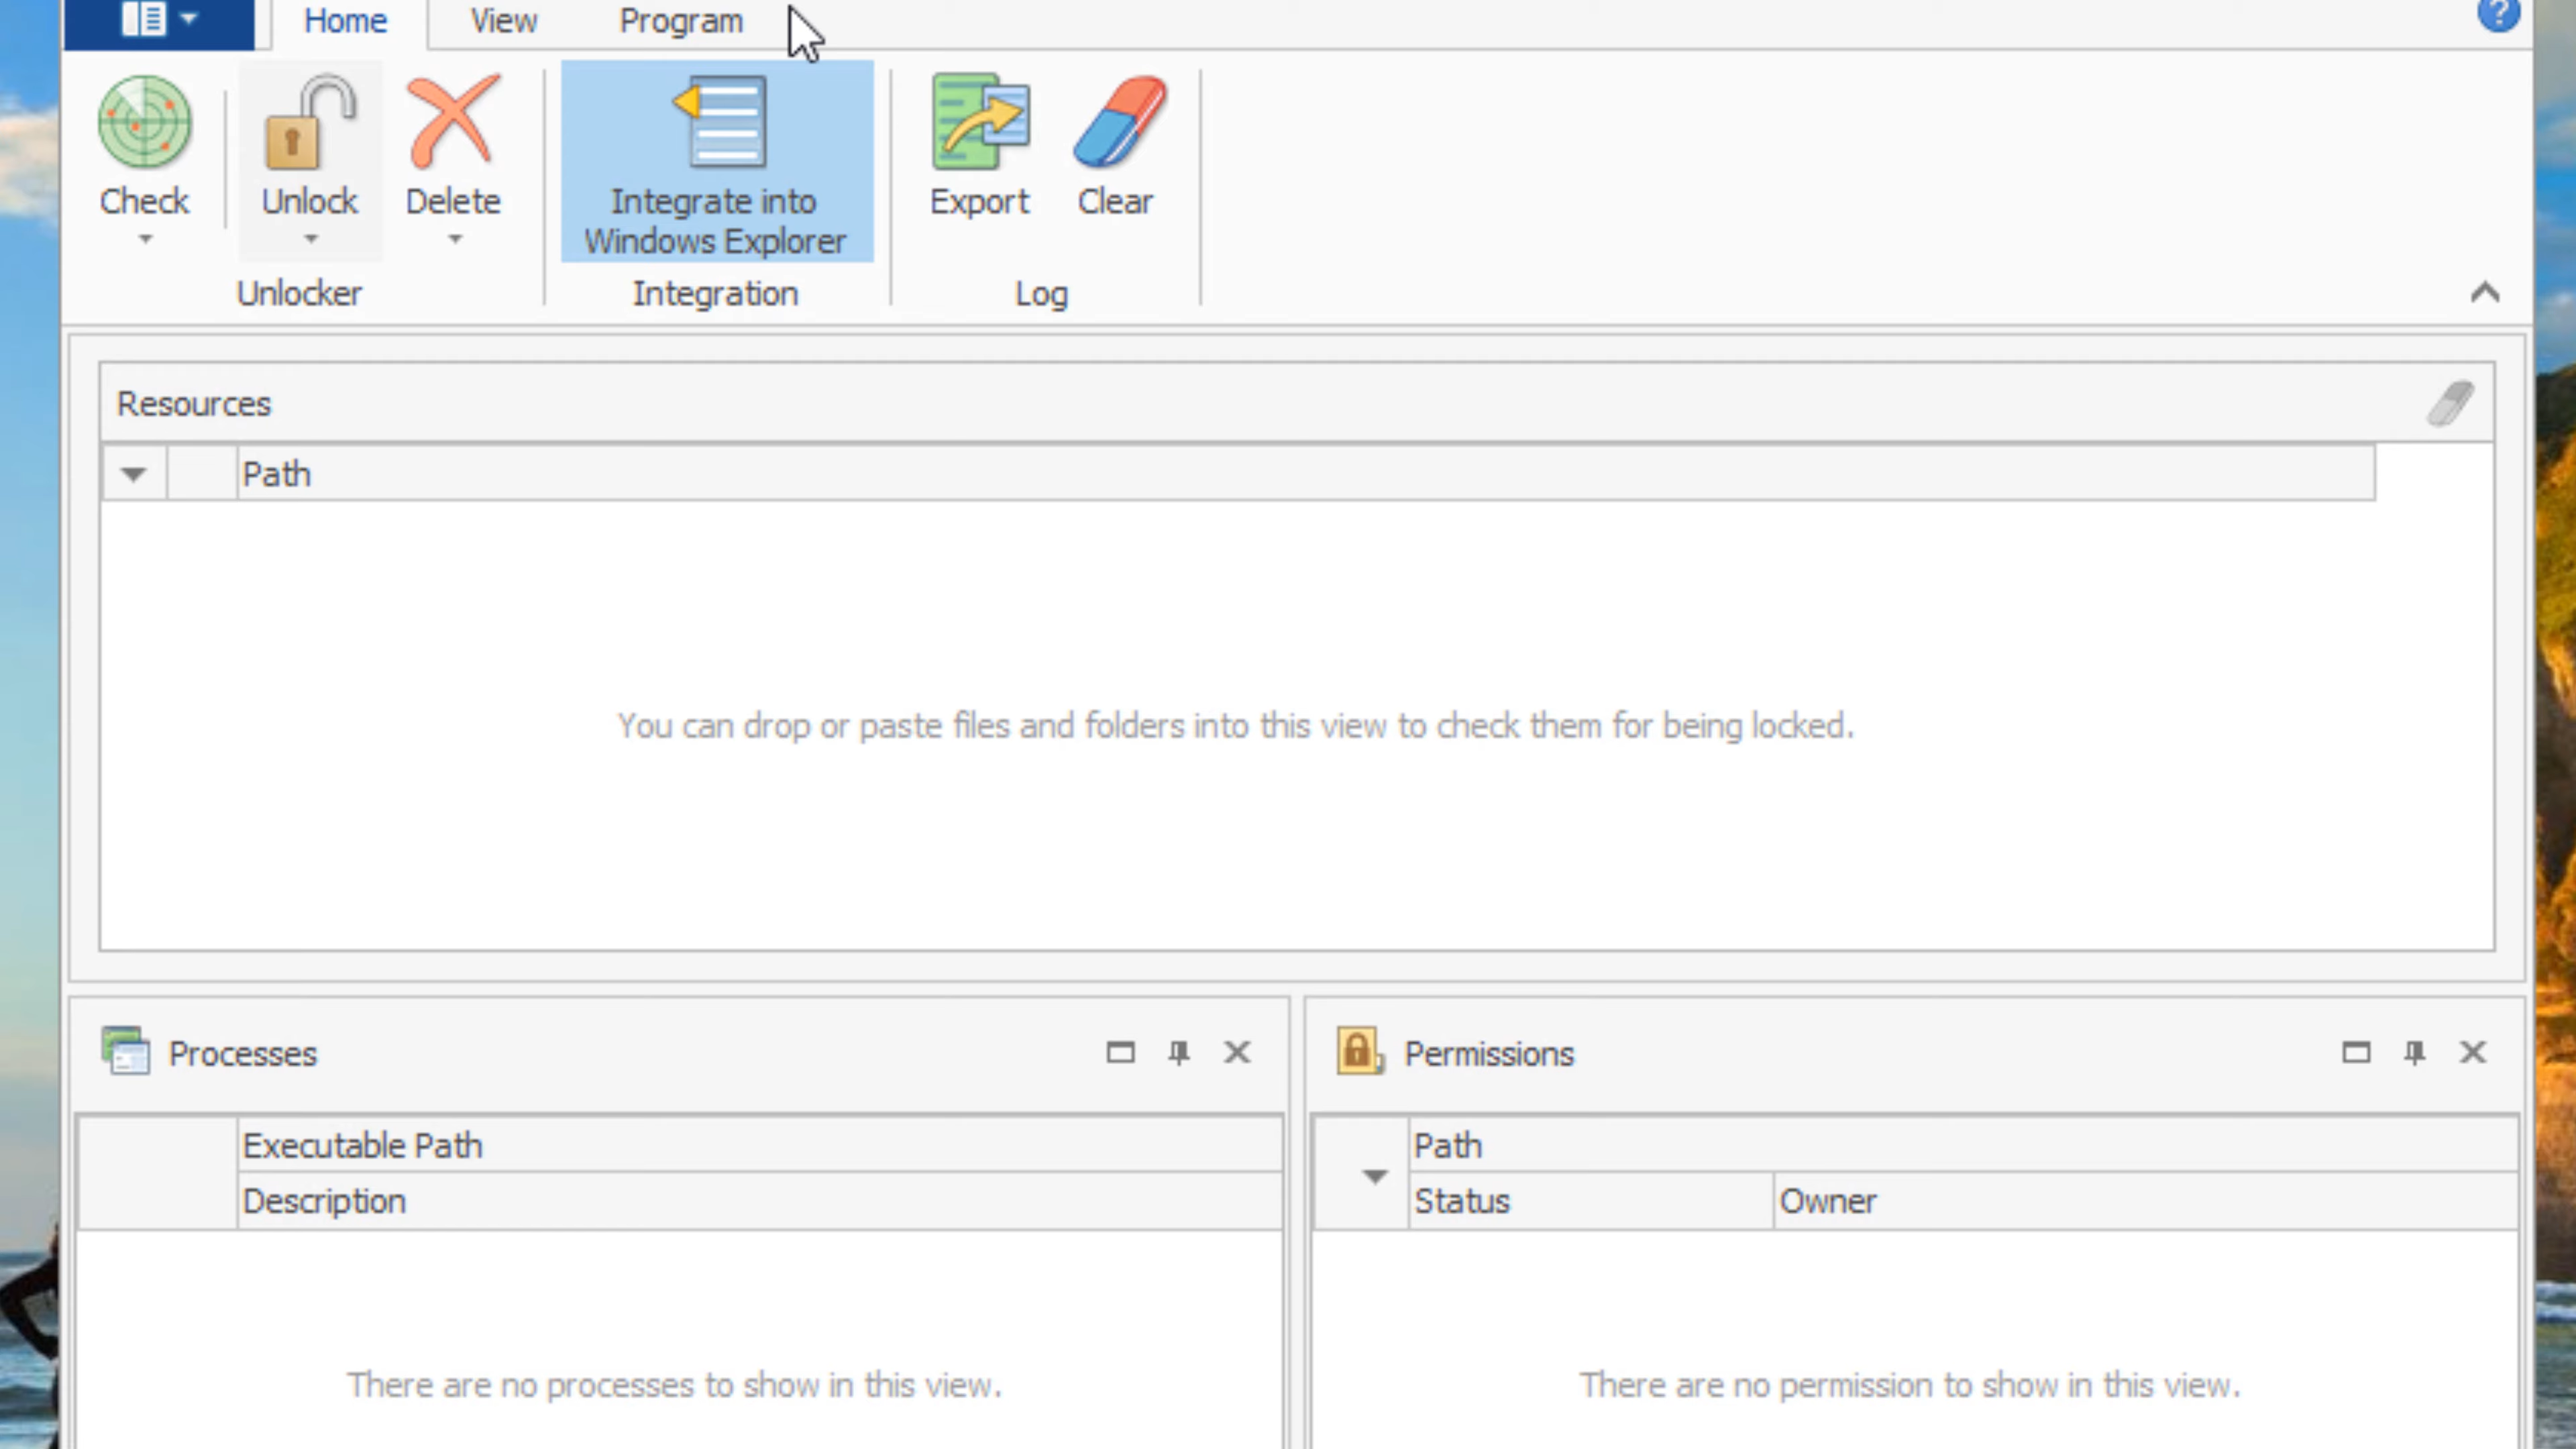 Home View Program
Check Unlock Delete Integrate into Export Clear
Windows Explorer
Unlocker Integration Log
Resources
Path
You can drop or paste files and folders into this view to check them for being locked.
Processes
Executable Path
Description
There are no processes to show in this view.
Permissions
Path
Status Owner
There are no permission to show in this view.